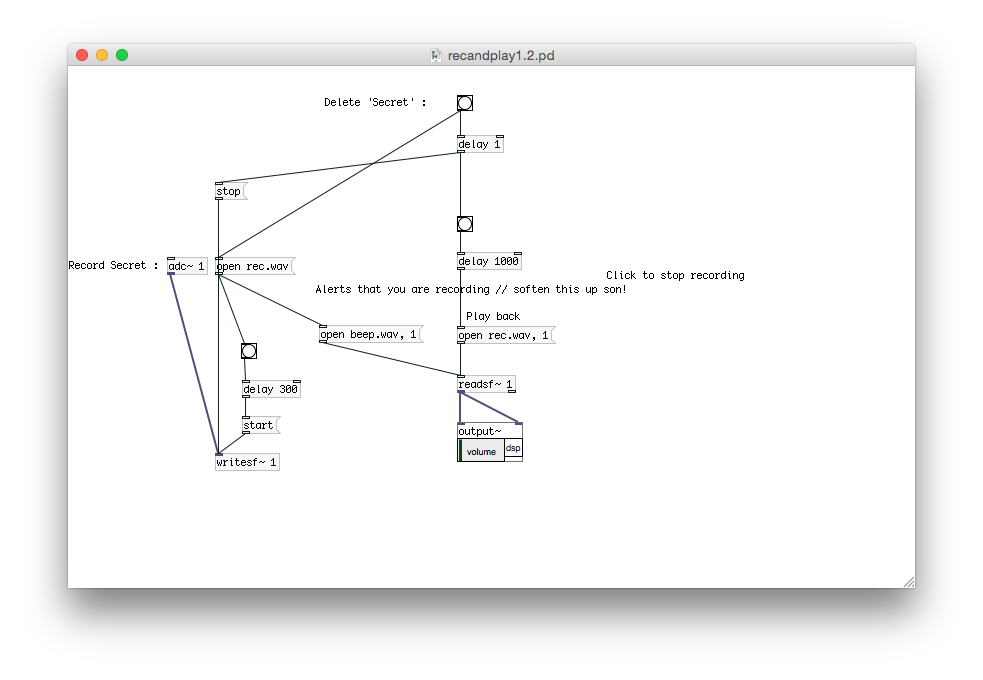 recandplay1.2.pd
Delete 'Secret' :
delay 1
stop
Record Secret :
adc~ 1
open rec.wav
delay 1000
Click to stop recording
Alerts that you are recording // soften this up son!
Play back
open beep.wav, 1
open rec.wav, 1
delay 300
readsf~ 1
start
output~
volume
dsp
writesf~ 1